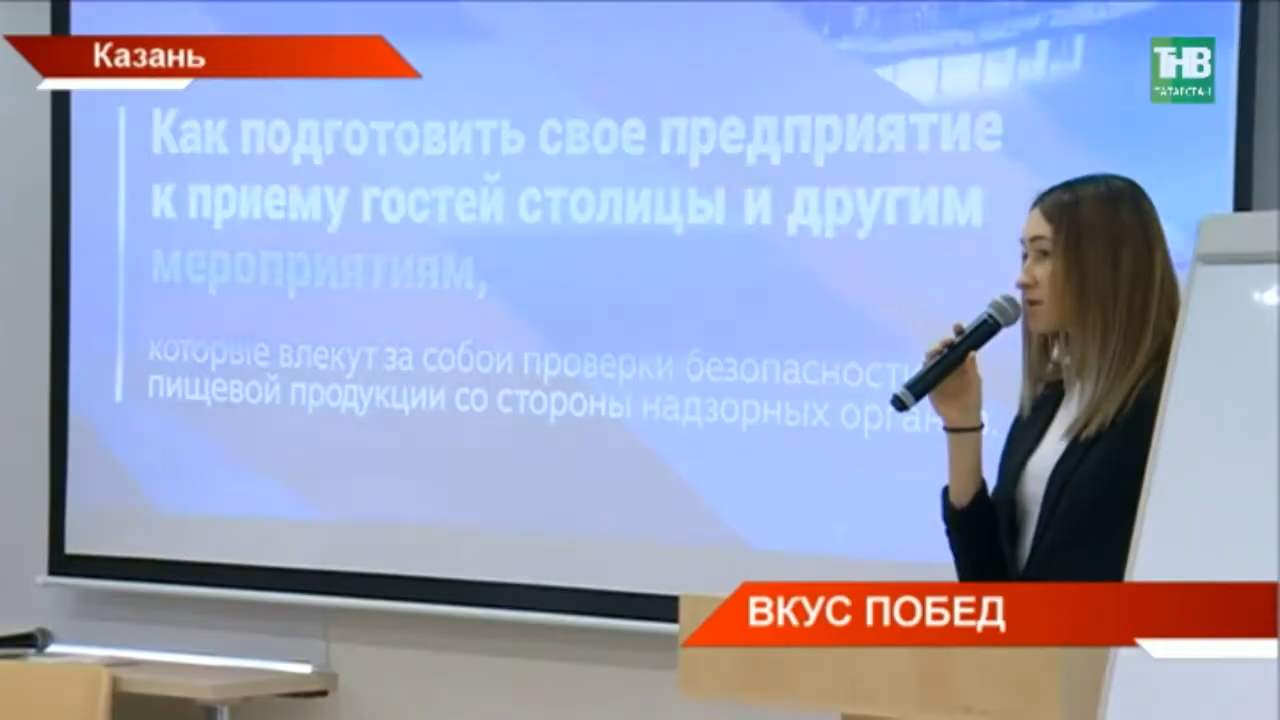 Казань
ТНВ
ТАТАРСТАН
Как подготовить свое предприятие
к приему гостей столицы и другим
мероприятиям,
которые влекут за собой проверки безопасности
пищевой продукции со стороны надзорных
ВКУС ПОБЕД